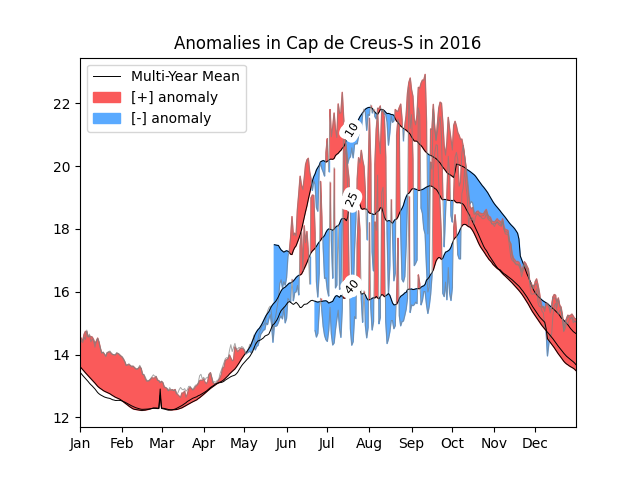 Anomalies in Cap de Creus-S in 2016
Multi-Year Mean
[+] anomaly
[-] anomaly
22
20
18
16
14
12
10
25
40
Jan Feb Mar Apr May Jun Jul Aug Sep Oct Nov Dec